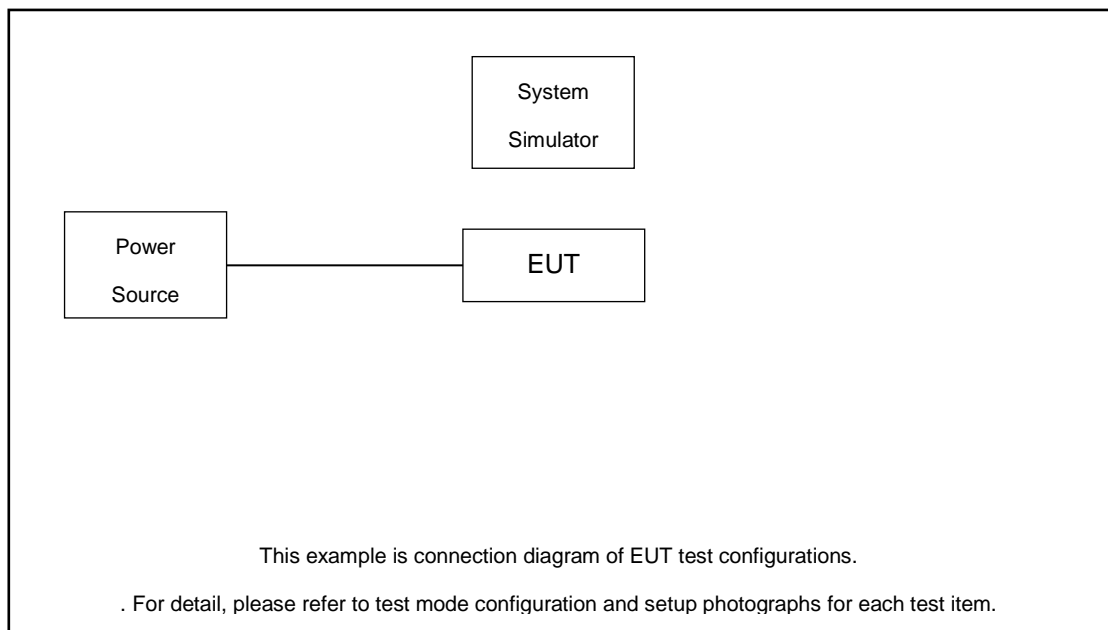 System
Simulator
Power
Source
EUT
This example is connection diagram of EUT test configurations.
. For detail, please refer to test mode configuration and setup photographs for each test item.